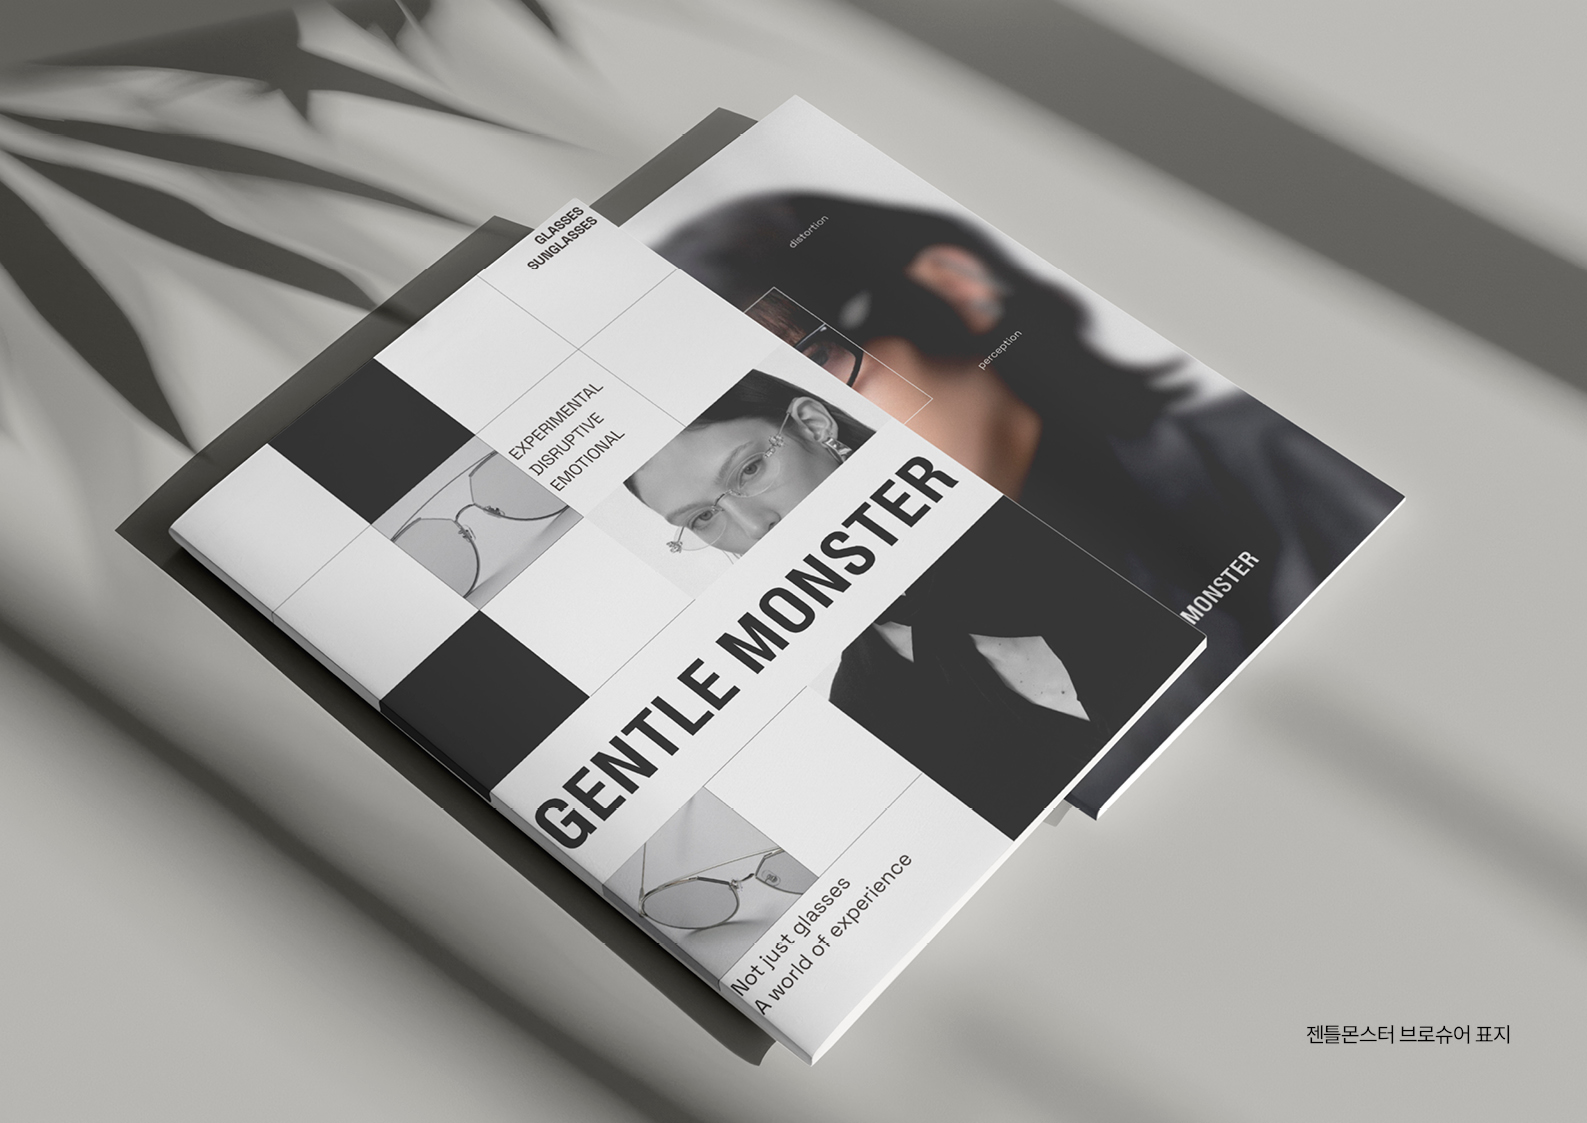 GLASSES
SUNGLASSES
EXPERIMENTAL
DISRUPTIVE
EMOTIONAL
GENTLE MONSTER
Not just glasses
A world of experience
distortion
perception
MONSTER
젠틀몬스터 브로슈어 표지